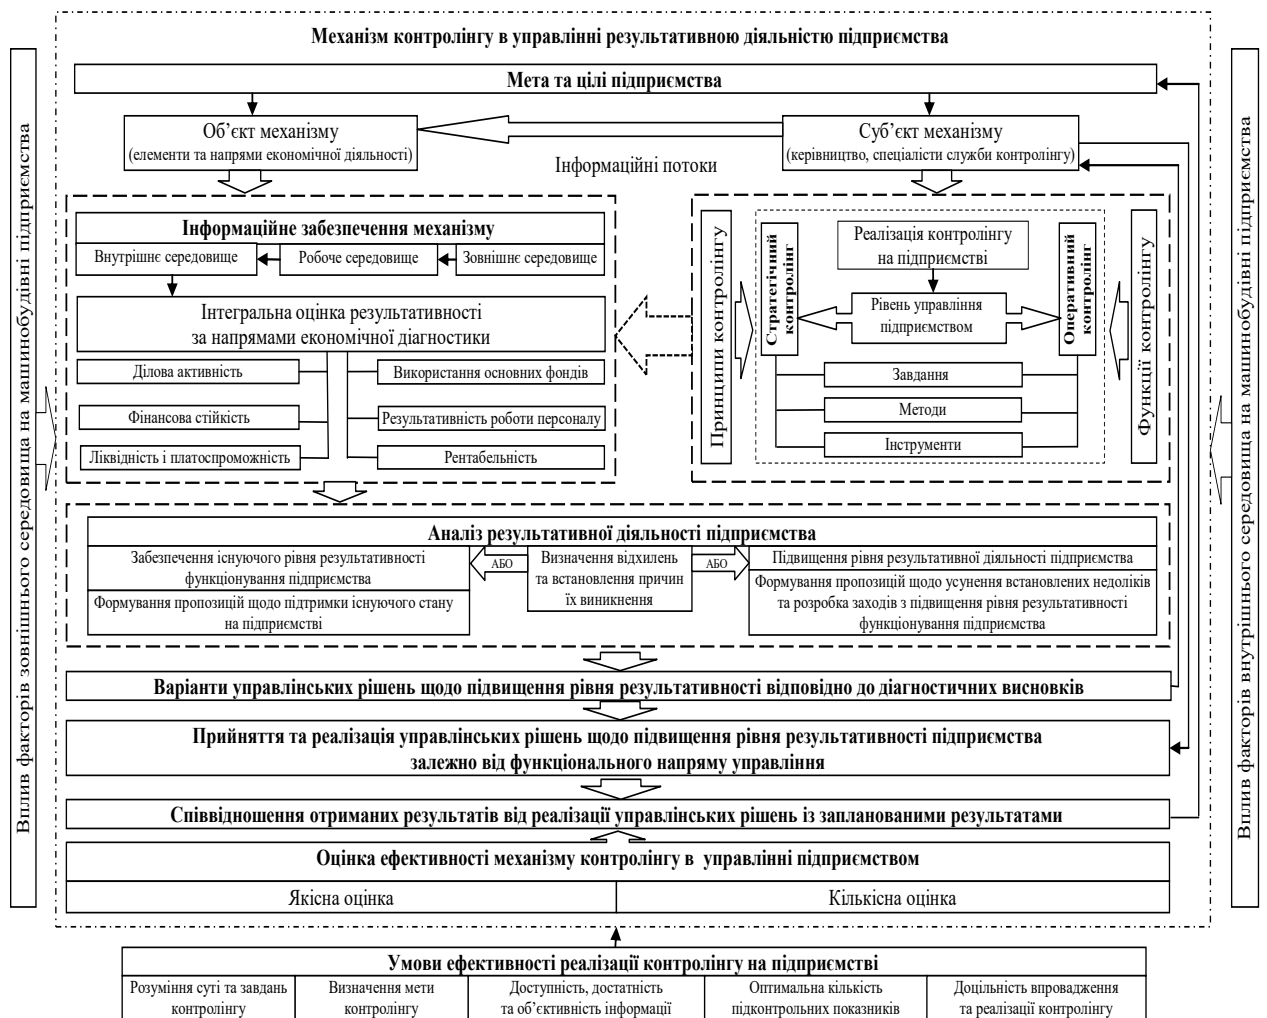 Механізм контролінгу в управлінні результативною діяльністю підприємства
Вплив факторів зовнішнього середовища на машинобудівні підприємства
Мета та цілі підприємства
Об’єкт механізму
(елементи та напрями економічної діяльності)
Суб’єкт механізму
(керівництво, спеціалісти служби контролінгу)
Інформаційні потоки
Інформаційне забезпечення механізму
Внутрішнє середовище
Робоче середовище
Зовнішнє середовище
Інтегральна оцінка результативності
за напрямами економічної діагностики
Ділова активність
Використання основних фондів
Фінансова стійкість
Результативність роботи персоналу
Ліквідність і платоспроможність
Рентабельність
Принципи контролінгу
Стратегічний
контролінг
Реалізація контролінгу
на підприємстві
Рівень управління
підприємством
Завдання
Методи
Інструменти
Оперативний
контролінг
Функції контролінгу
Аналіз результативної діяльності підприємства
Забезпечення існуючого рівня результативності
функціонування підприємства
Формування пропозицій щодо підтримки існуючого стану
на підприємстві
АБО
Визначення відхилень
та встановлення причин
їх виникнення
АБО
Підвищення рівня результативної діяльності підприємства
Формування пропозицій щодо усунення встановлених недоліків
та розробка заходів з підвищення рівня результативності
функціонування підприємства
Варіанти управлінських рішень щодо підвищення рівня результативності відповідно до діагностичних висновків
Прийняття та реалізація управлінських рішень щодо підвищення рівня результативності підприємства
залежно від функціонального напряму управління
Співвідношення отриманих результатів від реалізації управлінських рішень із запланованими результатами
Оцінка ефективності механізму контролінгу в управлінні підприємством
Якісна оцінка
Кількісна оцінка
Вплив факторів внутрішнього середовища на машинобудівні підприємства
Умови ефективності реалізації контролінгу на підприємстві
Розуміння суті та завдань
контролінгу
Визначення мети
контролінгу
Доступність, достатність
та об’єктивність інформації
Оптимальна кількість
підконтрольних показників
Доцільність впровадження
та реалізації контролінгу